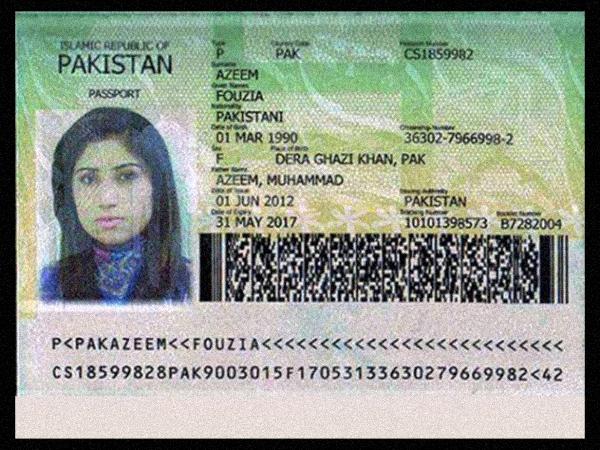 ISLAMIC REPUBLIC OF
PAKISTAN
PASSPORT
Type Country Code Passport Number
P PAK CS1859982
Surname
AZEEM
Given Names
FOUZIA
Nationality
PAKISTANI
Date of Birth Citizenship Number
01 MAR 1990 36302-7966998-2
Sex Place of Birth
F DERA GHAZI KHAN, PAK
Father Name
AZEEM, MUHAMMAD
Date of Issue Issuing Authority
01 JUN 2012 PAKISTAN
Date of Expiry Tracking Number Booklet Number
31 MAY 2017 10101398573 B7282004
P<PAKAZEEM<<FOUZIA<<<<<<<<<<<<<<<<<<<<<<<<<<
CS18599828PAK9003015F17053133630279669982<42